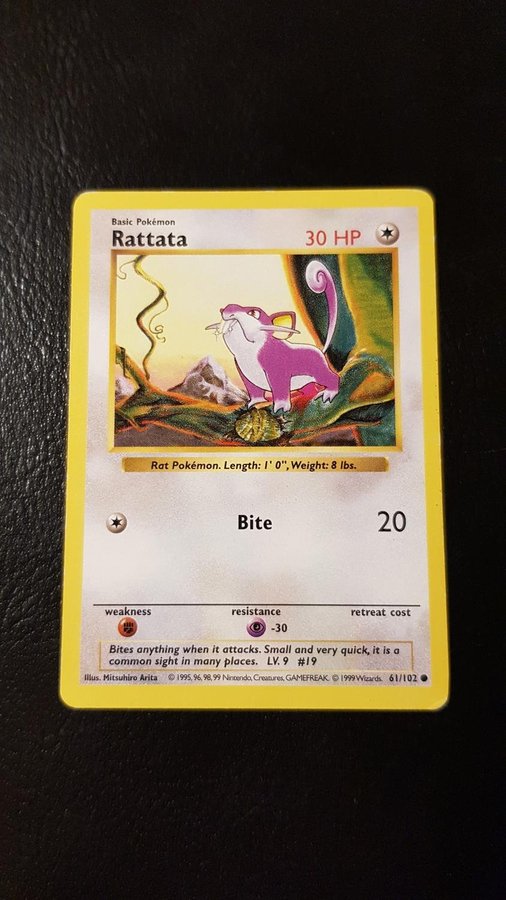 Basic Pokémon
Rattata 30 HP
Rat Pokémon. Length: 1' 0", Weight: 8 lbs.
Bite 20
weakness resistance retreat cost
-30
Bites anything when it attacks. Small and very quick, it is a
common sight in many places. LV. 9 #19
Illus. Mitsuhiro Arita © 1995, 96, 98, 99 Nintendo, Creatures, GAMEFREAK. © 1999 Wizards. 61/102